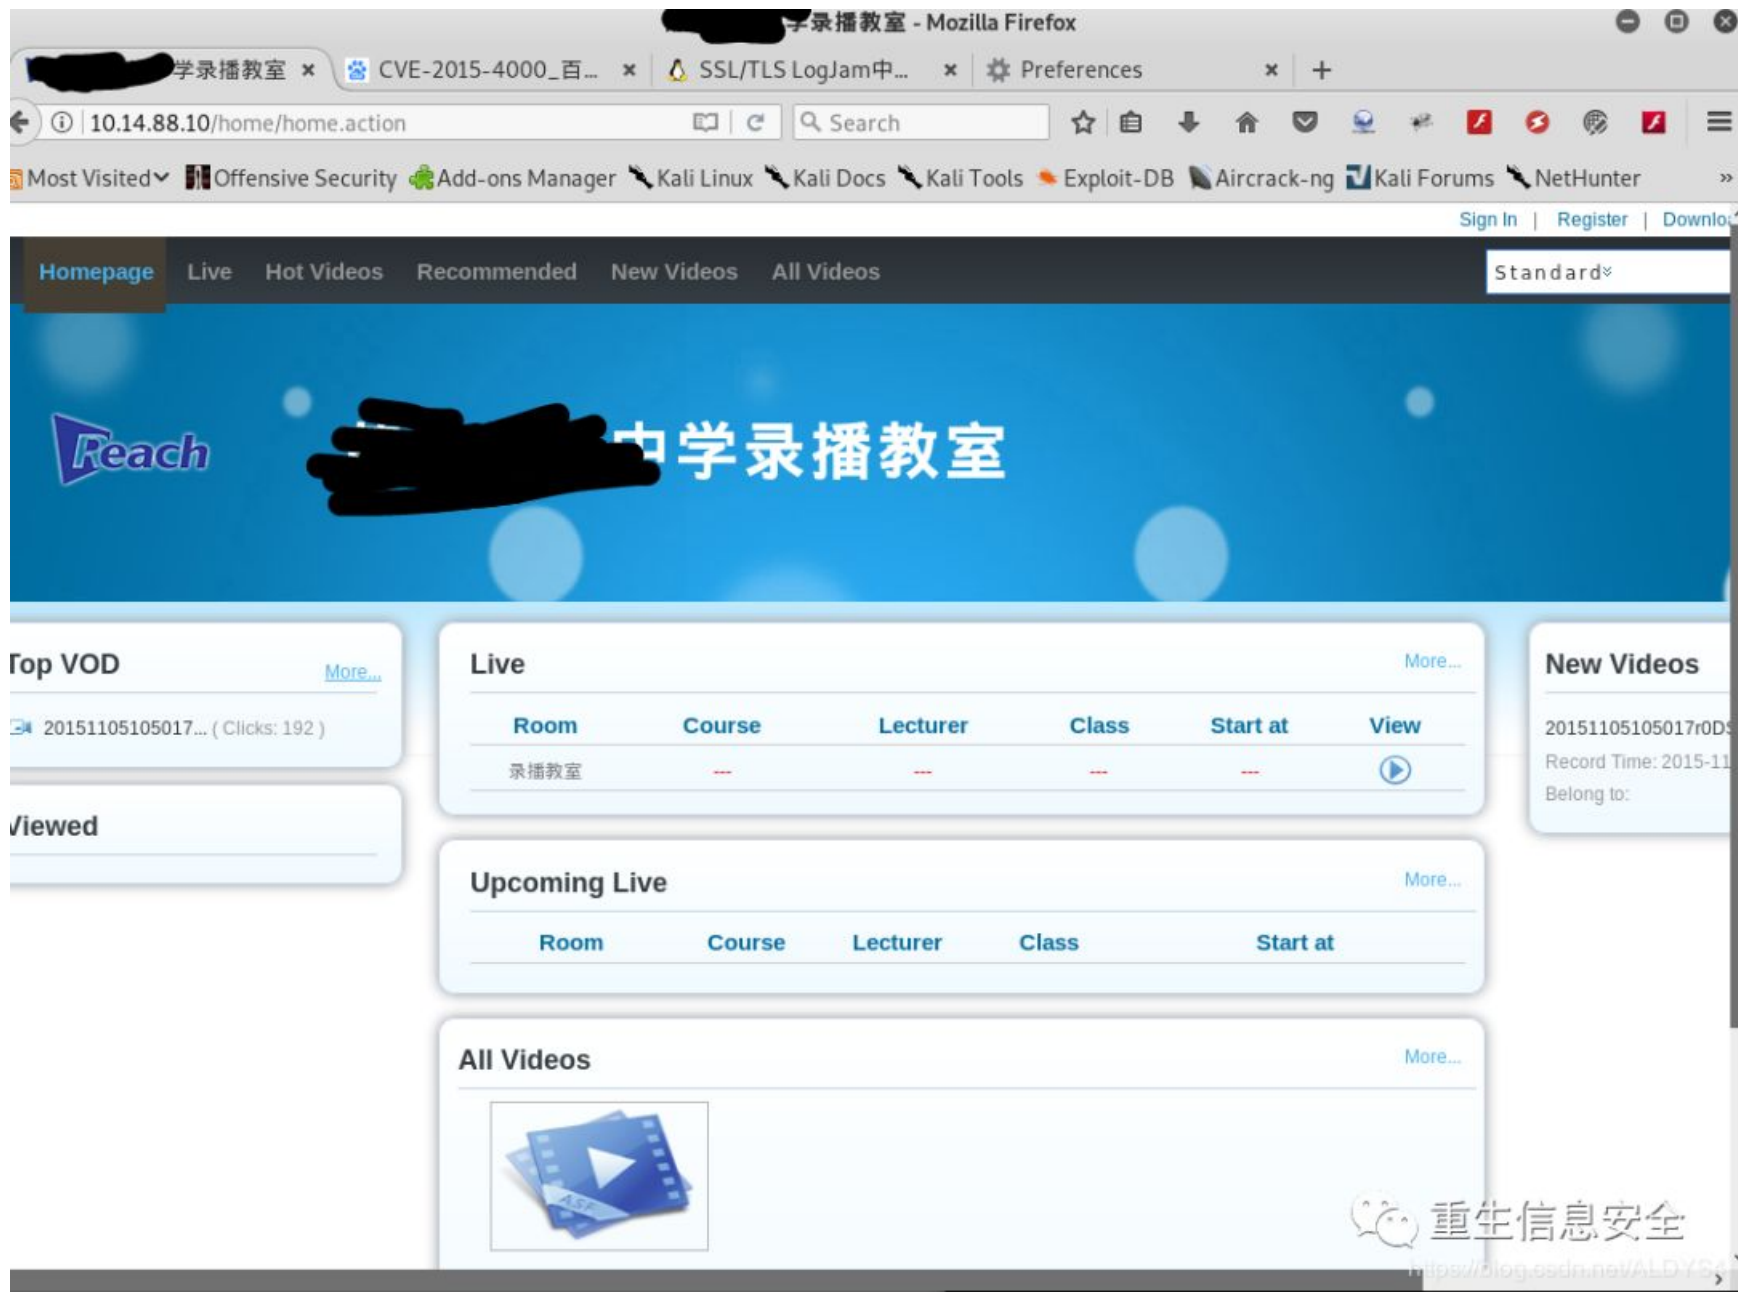 学录播教室 - Mozilla Firefox
学录播教室 CVE-2015-4000_百... SSL/TLS LogJam中... Preferences
10.14.88.10/home/home.action Search
Most Visited Offensive Security Add-ons Manager Kali Linux Kali Docs Kali Tools Exploit-DB Aircrack-ng Kali Forums NetHunter »
Sign In | Register |
Homepage Live Hot Videos Recommended New Videos All Videos Standard
Reach 中学录播教室
Top VOD More...
20151105105017... ( Clicks: 192 )
Viewed
Live More...
Room Course Lecturer Class Start at View
录播教室 --- --- --- ---
Upcoming Live More...
Room Course Lecturer Class Start at
All Videos More...
ASF
New Videos
20151105105017r0DS
Record Time: 2015-11
Belong to:
重生信息安全